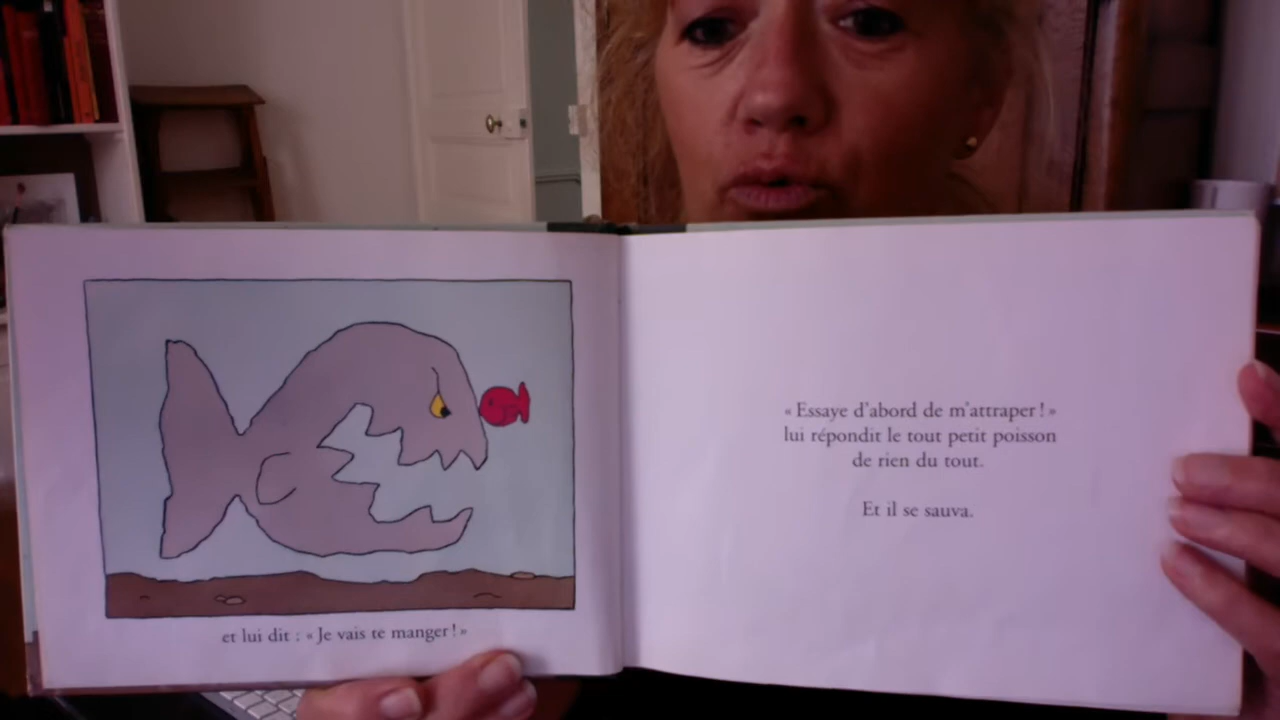 et lui dit : « Je vais te manger ! »
« Essaye d'abord de m'attraper ! »
lui répondit le tout petit poisson
de rien du tout.
Et il se sauva.